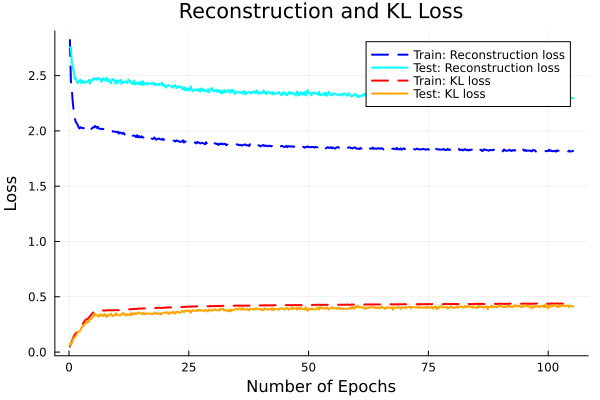 Reconstruction and KL Loss
Train: Reconstruction loss
Test: Reconstruction loss
Train: KL loss
Test: KL loss
Loss
2.5
2.0
1.5
1.0
0.5
0.0
0 25 50 75 100
Number of Epochs